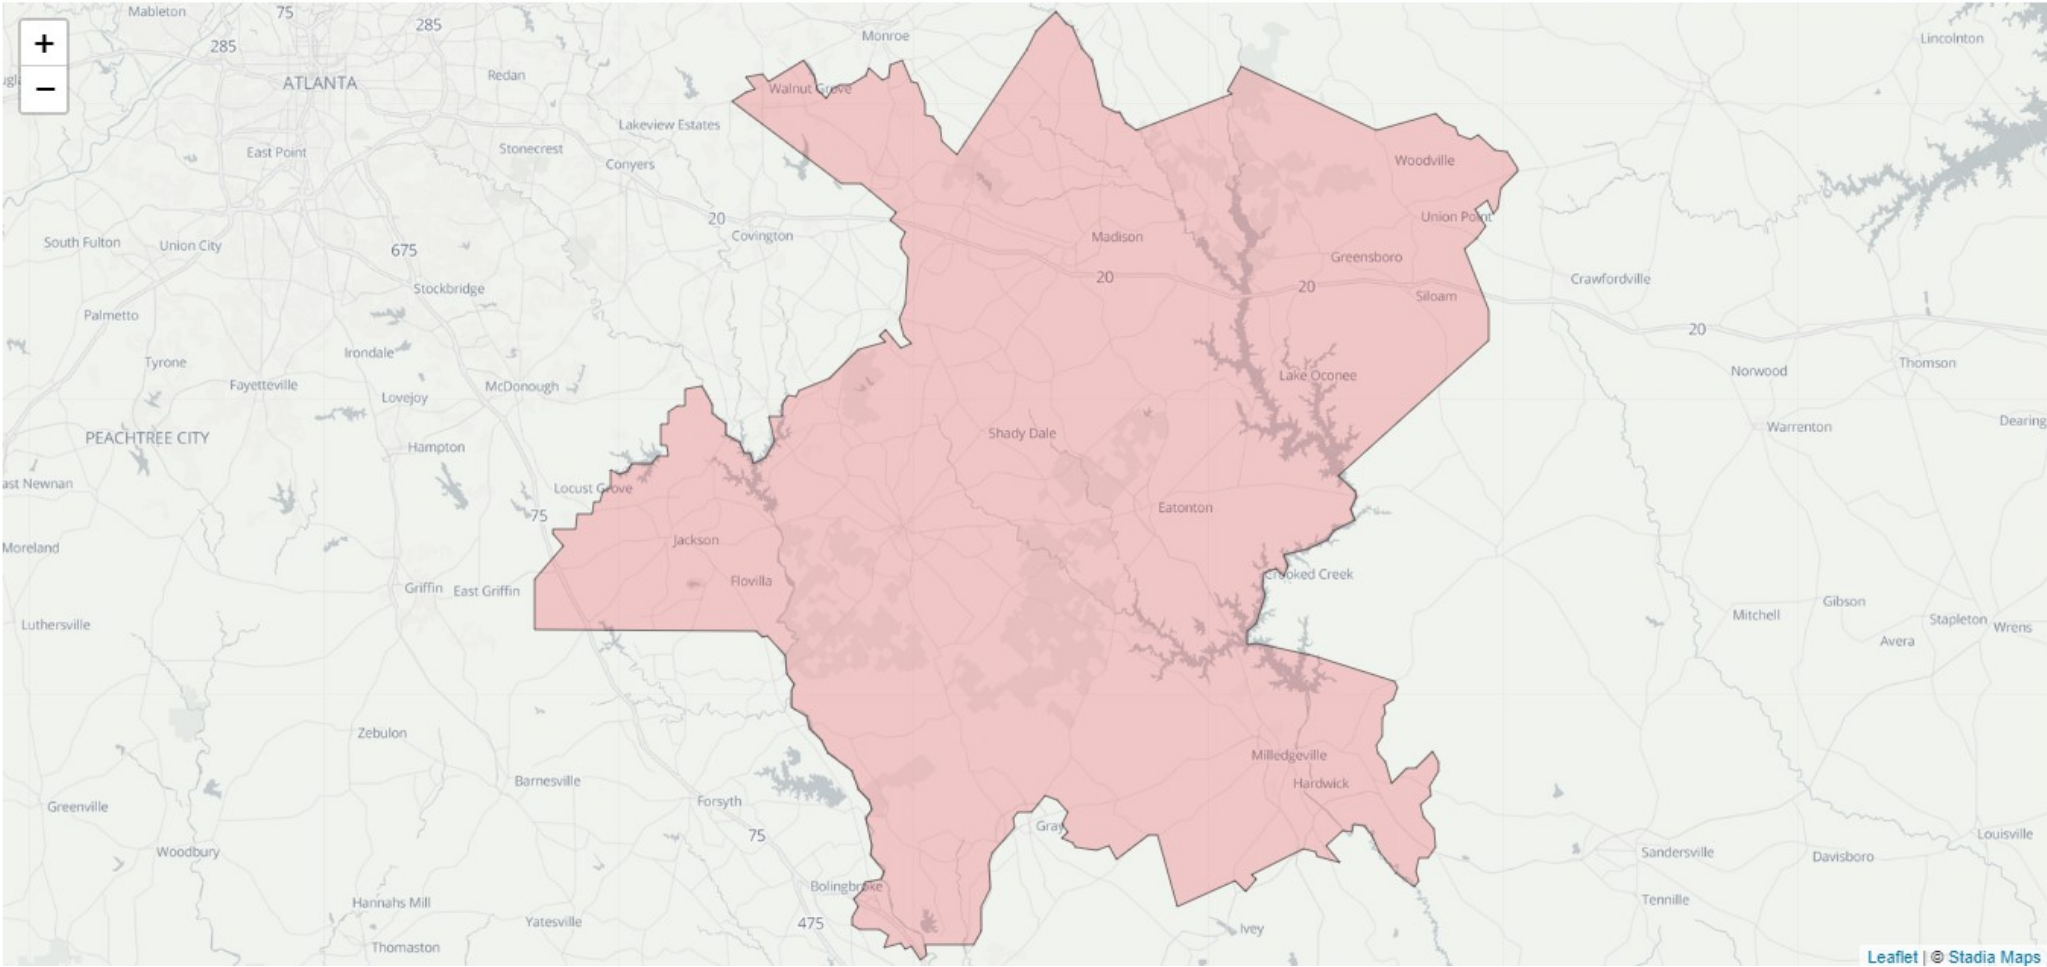 +
−
Mableton
75
285
285
ATLANTA
Redan
Monroe
Walnut Grove
Lincolnton
Lakeview Estates
East Point
Stonecrest
Conyers
Woodville
South Fulton
Union City
675
20
Covington
Madison
Union Point
Greensboro
20
20
Siloam
Crawfordville
Stockbridge
Palmetto
20
Irondale
Tyrone
Fayetteville
McDonough
Lovejoy
Lake Oconee
Norwood
Thomson
PEACHTREE CITY
Hampton
Shady Dale
Warrenton
Dearing
ast Newnan
Locust Grove
75
Eatonton
Moreland
Jackson
Flovilla
Griffin
East Griffin
Crooked Creek
Gibson
Mitchell
Stapleton
Wrens
Luthersville
Avera
Zebulon
Milledgeville
Hardwick
Barnesville
Greenville
Forsyth
Gray
75
Louisville
Woodbury
Sandersville
Davisboro
Bolingbroke
Hannahs Mill
Tennille
Yatesville
475
Ivey
Thomaston
Leaflet | © Stadia Maps